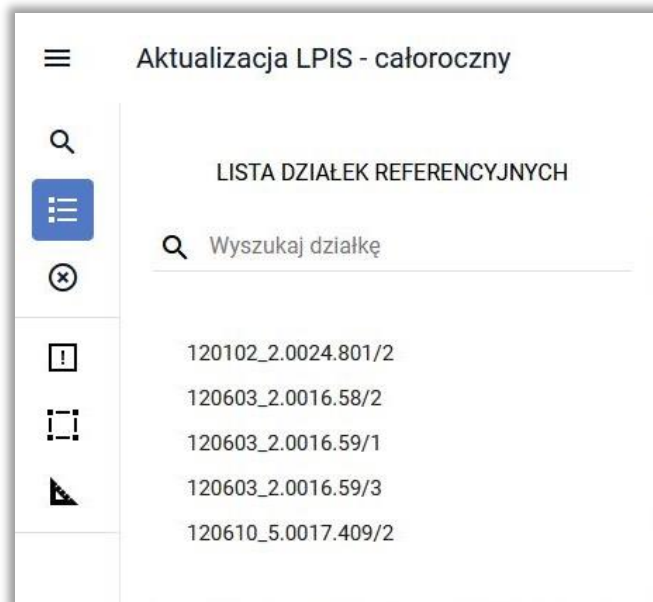 Aktualizacja LPIS - całoroczny
LISTA DZIAŁEK REFERENCYJNYCH
Wyszukaj działkę
120102_2.0024.801/2
120603_2.0016.58/2
120603_2.0016.59/1
120603_2.0016.59/3
120610_5.0017.409/2